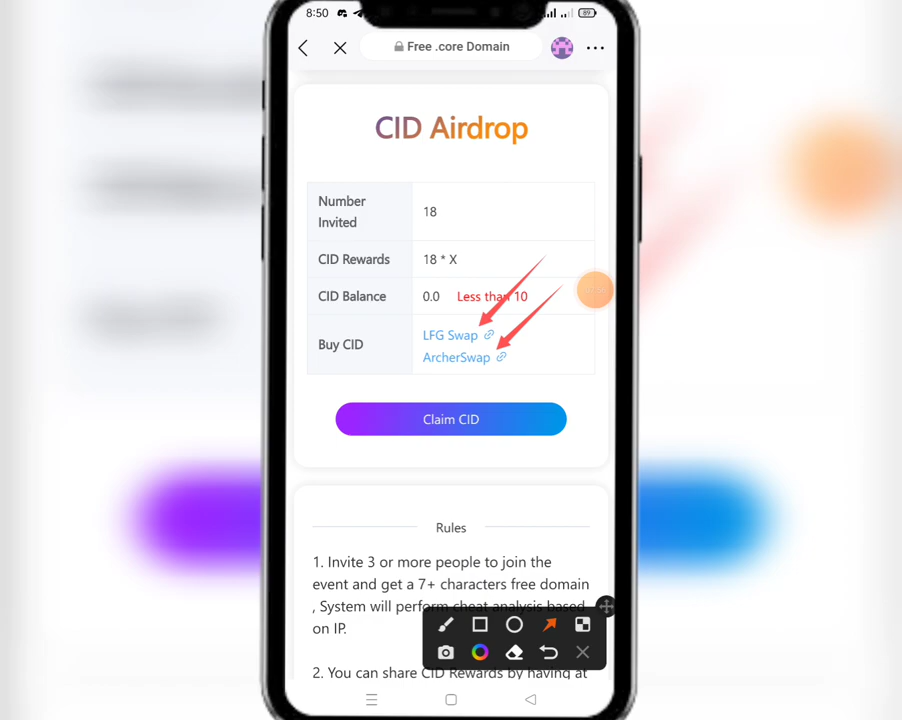 8:50
89
Free .core Domain
CID Airdrop
Number
Invited
18
CID Rewards
18 * X
CID Balance
0.0 Less than 10
Buy CID
LFG Swap
ArcherSwap
Claim CID
Rules
1. Invite 3 or more people to join the
event and get a 7+ characters free domain
, System will perform cheat analysis based
on IP.
2. You can share CID Rewards by having at